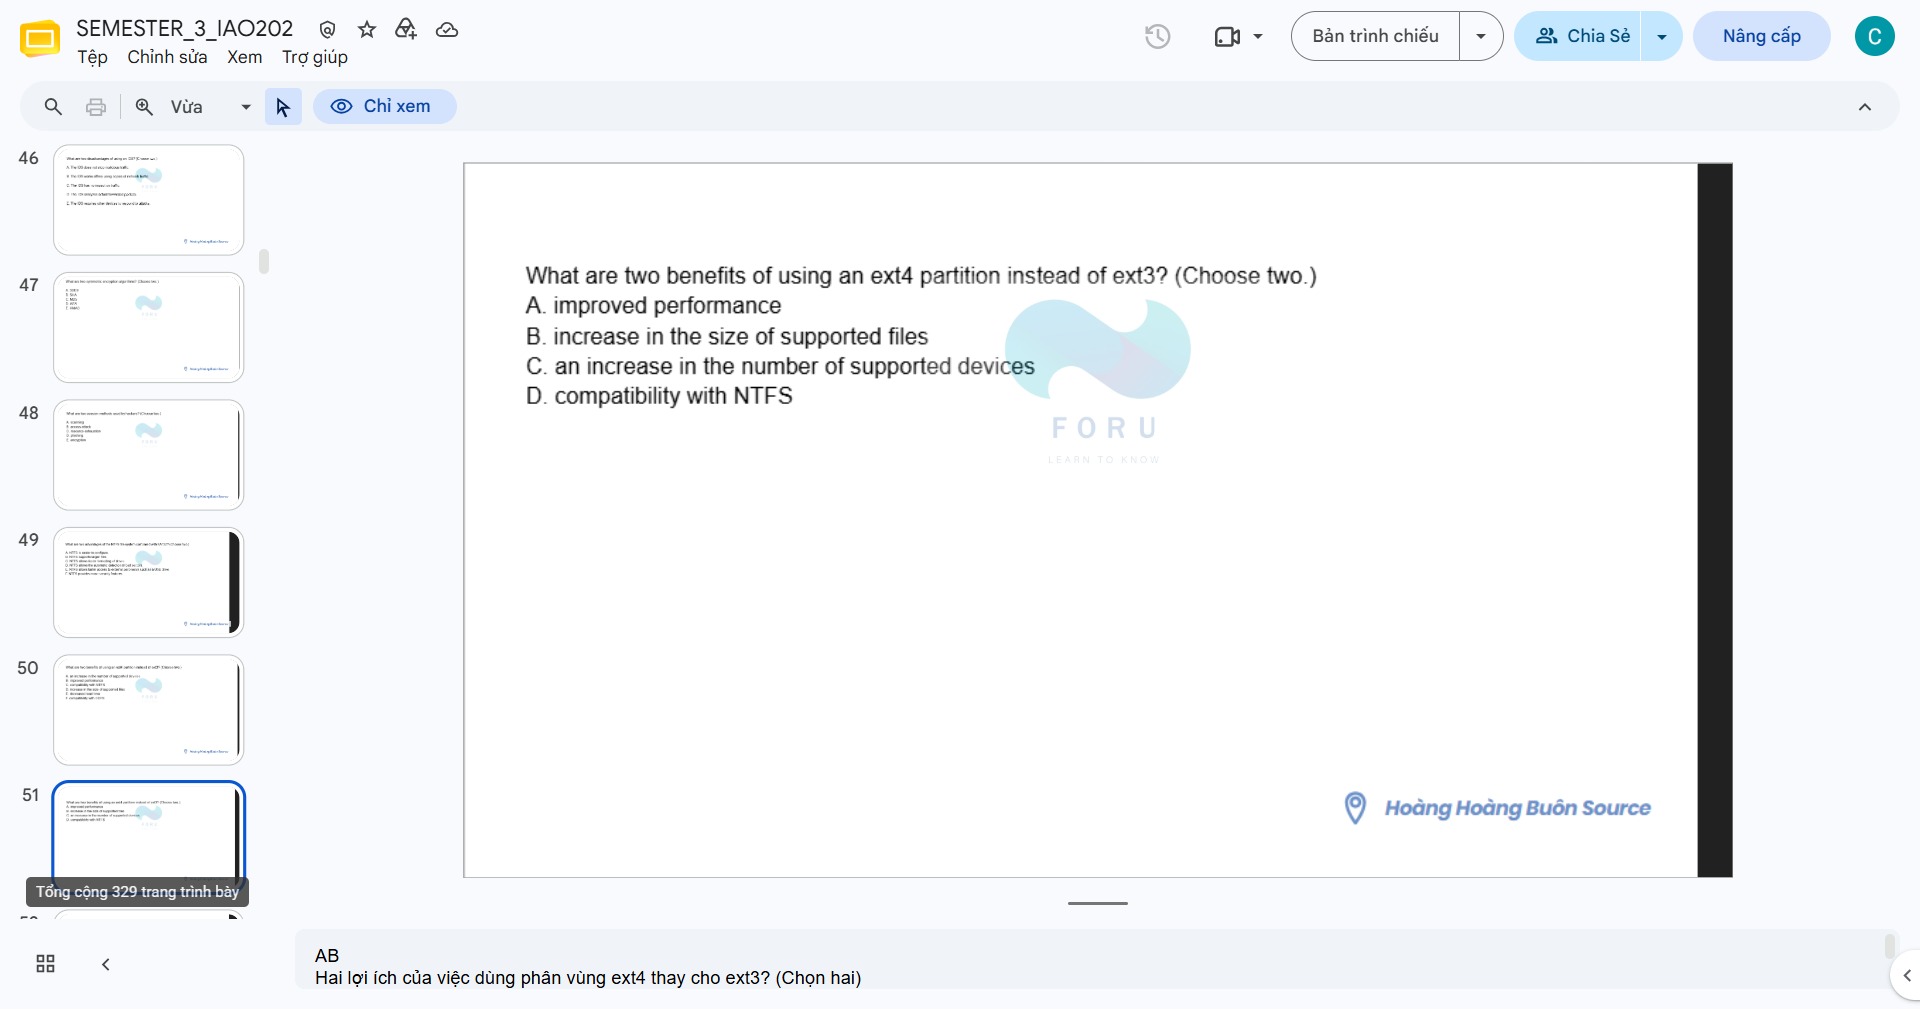 SEMESTER_3_IAO202
Tệp Chỉnh sửa Xem Trợ giúp
Bản trình chiếu
Chia Sẻ
Nâng cấp
C
Vừa
Chỉ xem
46
47
48
49
50
51
Tổng cộng 329 trang trình bày
What are two benefits of using an ext4 partition instead of ext3? (Choose two.)
A. improved performance
B. increase in the size of supported files
C. an increase in the number of supported devices
D. compatibility with NTFS
FORU
LEARN TO KNOW
Hoàng Hoàng Buôn Source
AB
Hai lợi ích của việc dùng phân vùng ext4 thay cho ext3? (Chọn hai)